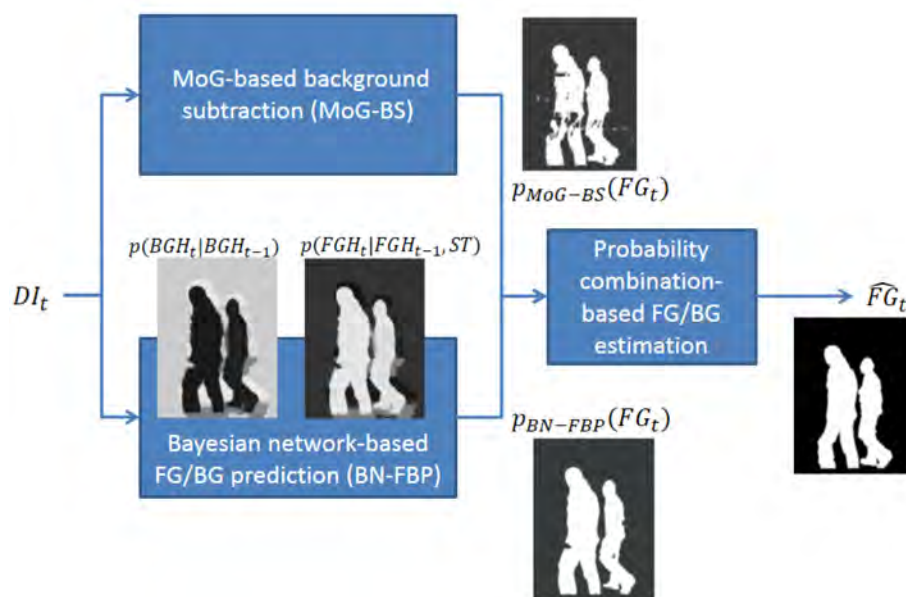 MoG-based background
subtraction (MoG-BS)
$p_{MoG-BS}(FG_t)$
$p(BGH_t|BGH_{t-1})$
$p(FGH_t|FGH_{t-1}, ST)$
$DI_t$
Probability
combination-
based FG/BG
estimation
$\widehat{FG}_t$
Bayesian network-based
FG/BG prediction (BN-FBP)
$p_{BN-FBP}(FG_t)$